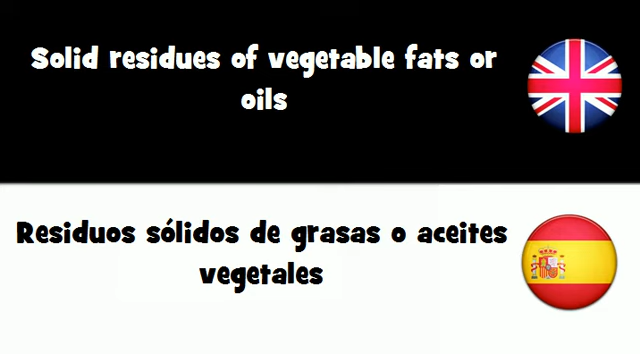 Solid residues of vegetable fats or
oils
Residuos sólidos de grasas o aceites
vegetales